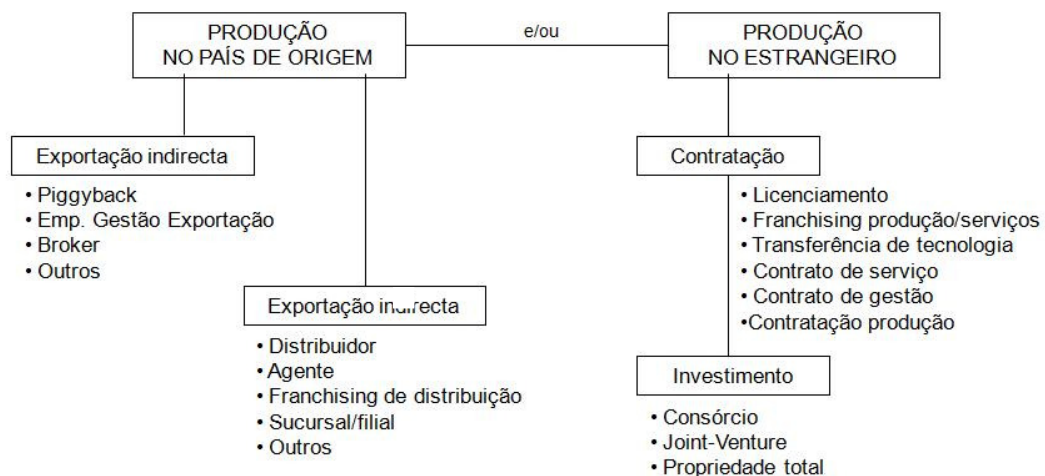 PRODUÇÃO
NO PAÍS DE ORIGEM
e/ou
PRODUÇÃO
NO ESTRANGEIRO
Exportação indirecta
• Piggyback
• Emp. Gestão Exportação
• Broker
• Outros
Exportação indirecta
• Distribuidor
• Agente
• Franchising de distribuição
• Sucursal/filial
• Outros
Contratação
• Licenciamento
• Franchising produção/serviços
• Transferência de tecnologia
• Contrato de serviço
• Contrato de gestão
•Contratação produção
Investimento
• Consórcio
• Joint-Venture
• Propriedade total